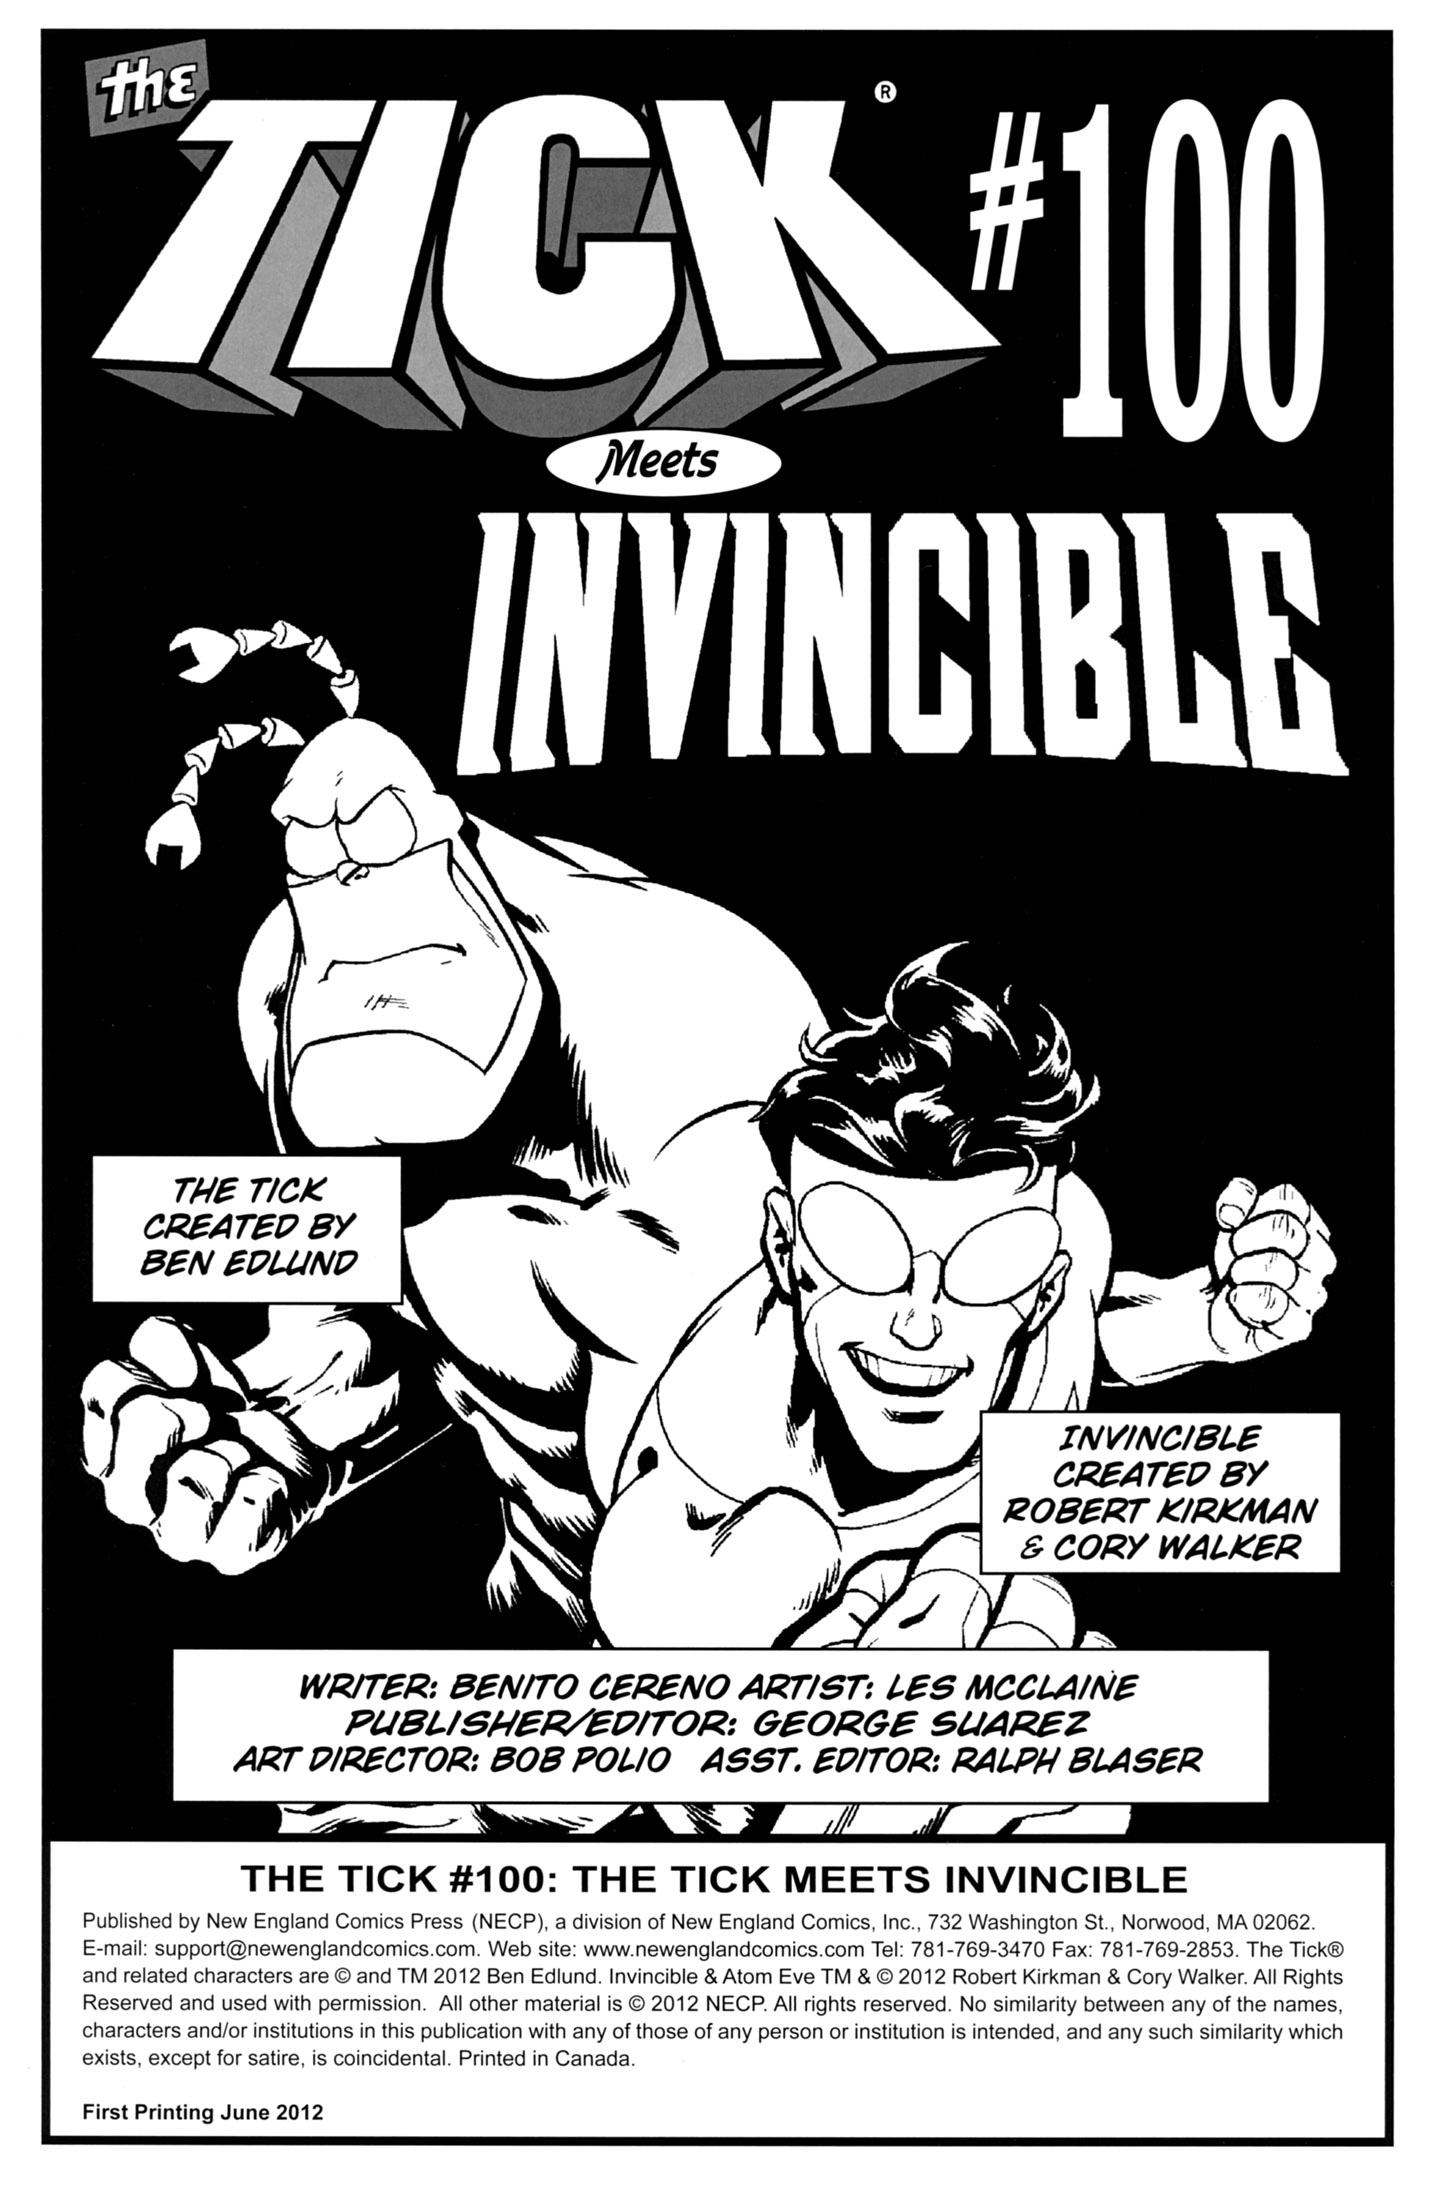 the
TICK ® #100
Meets
INVINCIBLE
THE TICK
CREATED BY
BEN EDLUND
INVINCIBLE
CREATED BY
ROBERT KIRKMAN
& CORY WALKER
WRITER: BENITO CERENO ARTIST: LES MCCLAINE
PUBLISHER/EDITOR: GEORGE SUAREZ
ART DIRECTOR: BOB POLIO ASST. EDITOR: RALPH BLASER
THE TICK #100: THE TICK MEETS INVINCIBLE
Published by New England Comics Press (NECP), a division of New England Comics, Inc., 732 Washington St., Norwood, MA 02062.
E-mail: support@newenglandcomics.com. Web site: www.newenglandcomics.com Tel: 781-769-3470 Fax: 781-769-2853. The Tick®
and related characters are © and TM 2012 Ben Edlund. Invincible & Atom Eve TM & © 2012 Robert Kirkman & Cory Walker. All Rights
Reserved and used with permission. All other material is © 2012 NECP. All rights reserved. No similarity between any of the names,
characters and/or institutions in this publication with any of those of any person or institution is intended, and any such similarity which
exists, except for satire, is coincidental. Printed in Canada.
First Printing June 2012